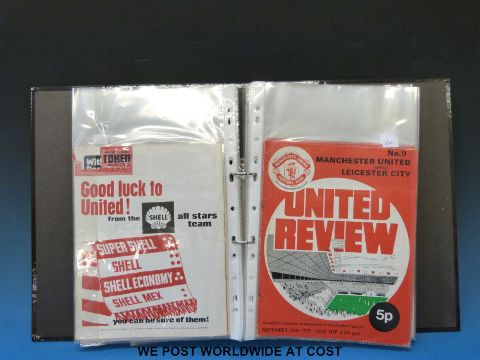 TOKEN
Good luck to
United!
from the
SHELL
all stars
team
SUPER SHELL
SHELL
SHELL ECONOMY
SHELL MEX
you can be sure of them!
No.9
MANCHESTER UNITED
LEICESTER CITY
UNITED
REVIEW
5p
WE POST WORLDWIDE AT COST